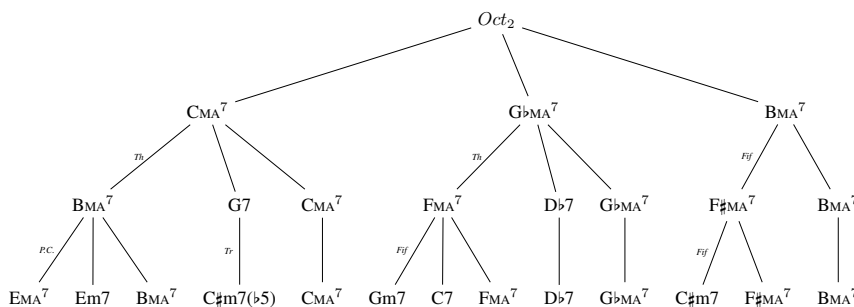 Oct₂
CMA⁷ G♭MA⁷ BMA⁷
Th Th Fif
BMA⁷ G7 CMA⁷ FMA⁷ D♭7 G♭MA⁷ F♯MA⁷ BMA⁷
P.C. Tr Fif Fif
EMA⁷ Em7 BMA⁷ C♯m7(♭5) CMA⁷ Gm7 C7 FMA⁷ D♭7 G♭MA⁷ C♯m7 F♯MA⁷ BMA⁷